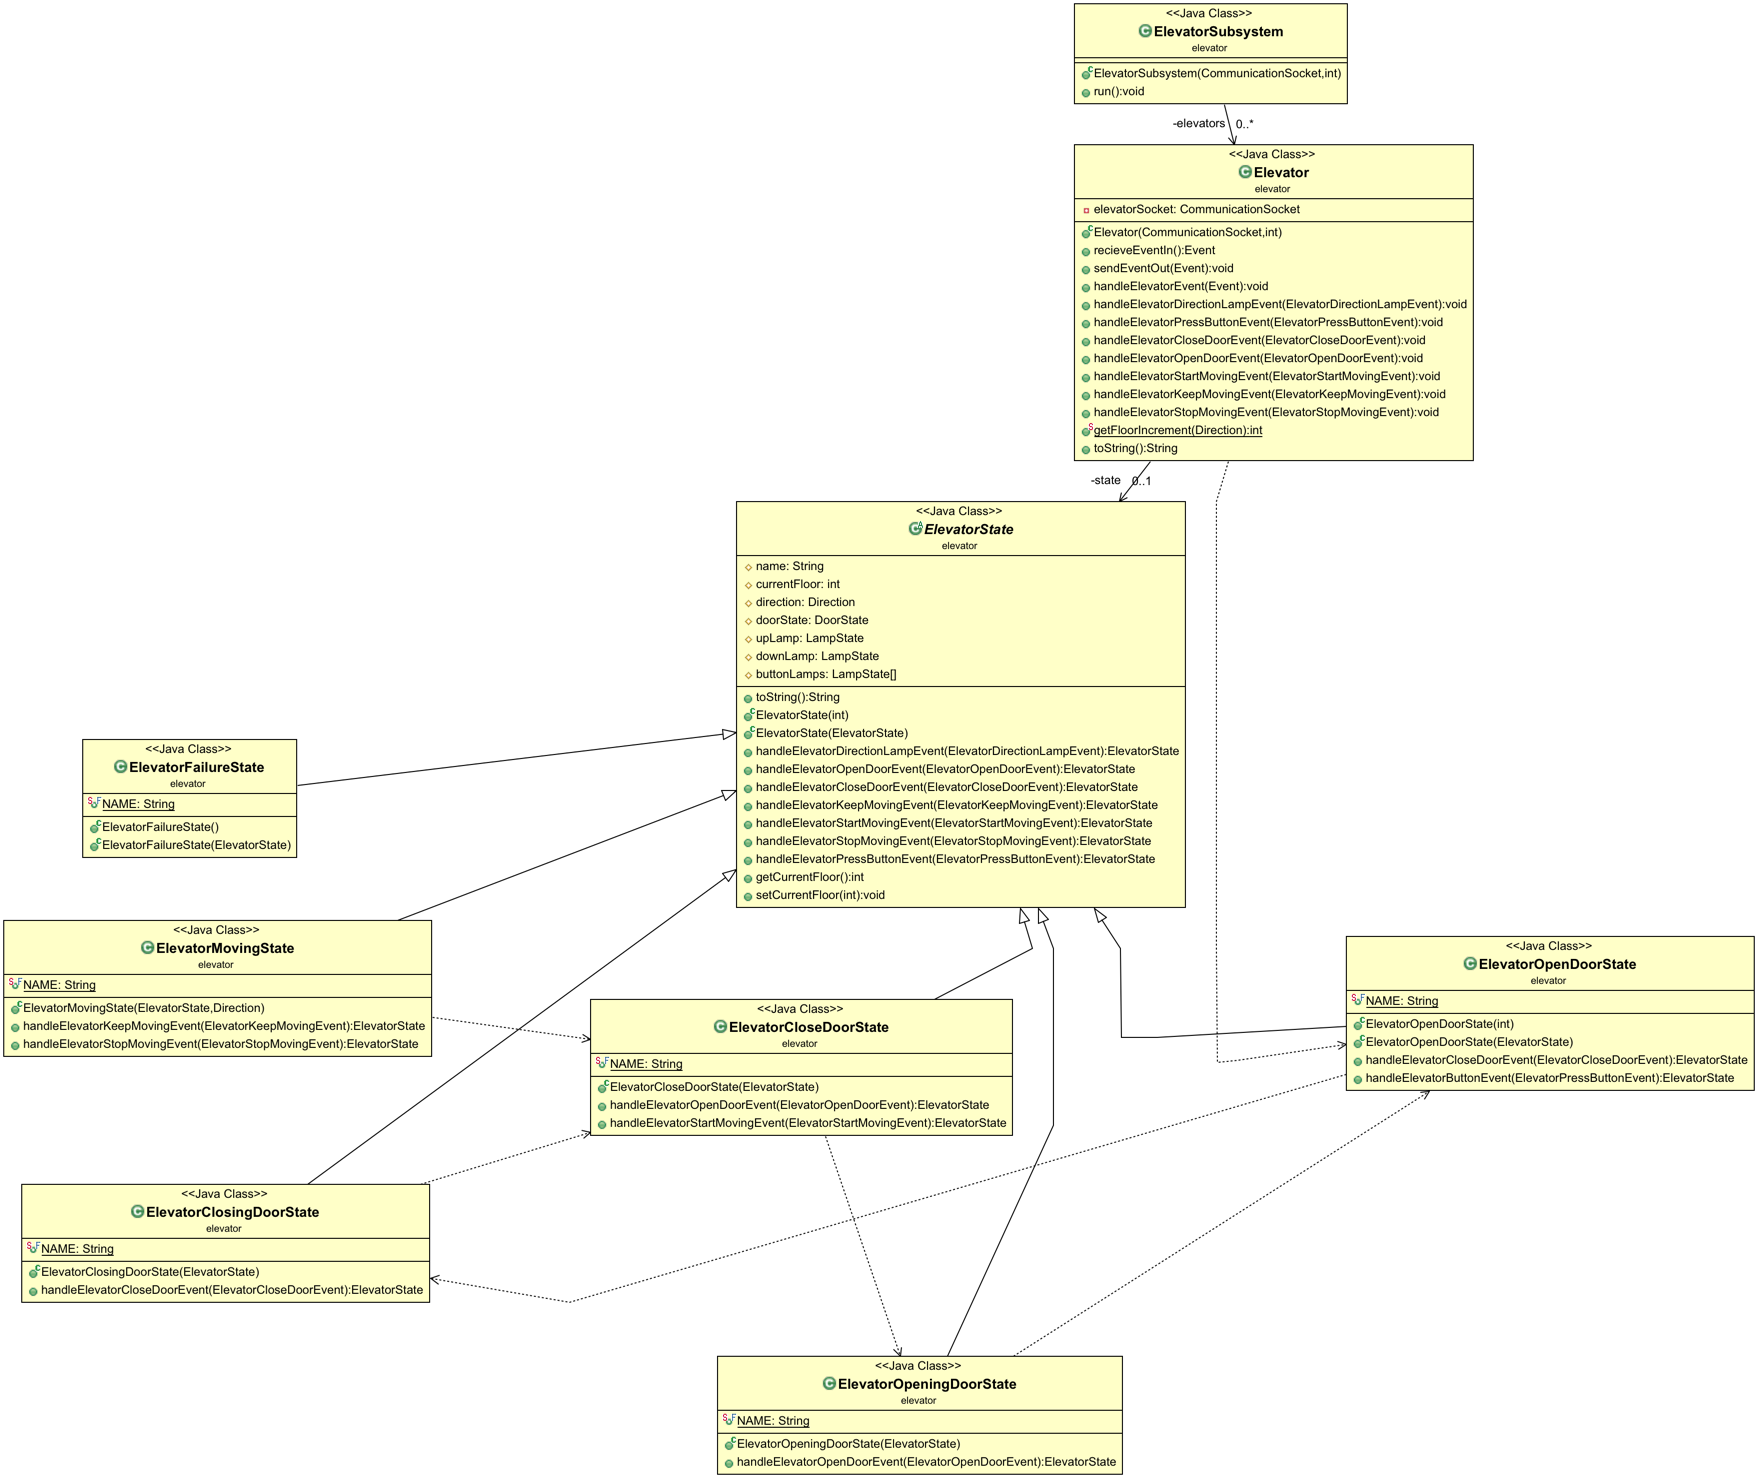 <<Java Class>>
ElevatorSubsystem
elevator
ElevatorSubsystem(CommunicationSocket,int)
run():void
-elevators 0..*
<<Java Class>>
Elevator
elevator
elevatorSocket: CommunicationSocket
Elevator(CommunicationSocket,int)
recieveEventIn():Event
sendEventOut(Event):void
handleElevatorEvent(Event):void
handleElevatorDirectionLampEvent(ElevatorDirectionLampEvent):void
handleElevatorPressButtonEvent(ElevatorPressButtonEvent):void
handleElevatorCloseDoorEvent(ElevatorCloseDoorEvent):void
handleElevatorOpenDoorEvent(ElevatorOpenDoorEvent):void
handleElevatorStartMovingEvent(ElevatorStartMovingEvent):void
handleElevatorKeepMovingEvent(ElevatorKeepMovingEvent):void
handleElevatorStopMovingEvent(ElevatorStopMovingEvent):void
getFloorIncrement(Direction):int
toString():String
-state 0..1
<<Java Class>>
ElevatorState
elevator
name: String
currentFloor: int
direction: Direction
doorState: DoorState
upLamp: LampState
downLamp: LampState
buttonLamps: LampState[]
toString():String
ElevatorState(int)
ElevatorState(ElevatorState)
handleElevatorDirectionLampEvent(ElevatorDirectionLampEvent):ElevatorState
handleElevatorOpenDoorEvent(ElevatorOpenDoorEvent):ElevatorState
handleElevatorCloseDoorEvent(ElevatorCloseDoorEvent):ElevatorState
handleElevatorKeepMovingEvent(ElevatorKeepMovingEvent):ElevatorState
handleElevatorStartMovingEvent(ElevatorStartMovingEvent):ElevatorState
handleElevatorStopMovingEvent(ElevatorStopMovingEvent):ElevatorState
handleElevatorPressButtonEvent(ElevatorPressButtonEvent):ElevatorState
getCurrentFloor():int
setCurrentFloor(int):void
<<Java Class>>
ElevatorFailureState
elevator
NAME: String
ElevatorFailureState()
ElevatorFailureState(ElevatorState)
<<Java Class>>
ElevatorMovingState
elevator
NAME: String
ElevatorMovingState(ElevatorState,Direction)
handleElevatorKeepMovingEvent(ElevatorKeepMovingEvent):ElevatorState
handleElevatorStopMovingEvent(ElevatorStopMovingEvent):ElevatorState
<<Java Class>>
ElevatorOpenDoorState
elevator
NAME: String
ElevatorOpenDoorState(int)
ElevatorOpenDoorState(ElevatorState)
handleElevatorCloseDoorEvent(ElevatorCloseDoorEvent):ElevatorState
handleElevatorButtonEvent(ElevatorPressButtonEvent):ElevatorState
<<Java Class>>
ElevatorCloseDoorState
elevator
NAME: String
ElevatorCloseDoorState(ElevatorState)
handleElevatorOpenDoorEvent(ElevatorOpenDoorEvent):ElevatorState
handleElevatorStartMovingEvent(ElevatorStartMovingEvent):ElevatorState
<<Java Class>>
ElevatorClosingDoorState
elevator
NAME: String
ElevatorClosingDoorState(ElevatorState)
handleElevatorCloseDoorEvent(ElevatorCloseDoorEvent):ElevatorState
<<Java Class>>
ElevatorOpeningDoorState
elevator
NAME: String
ElevatorOpeningDoorState(ElevatorState)
handleElevatorOpenDoorEvent(ElevatorOpenDoorEvent):ElevatorState